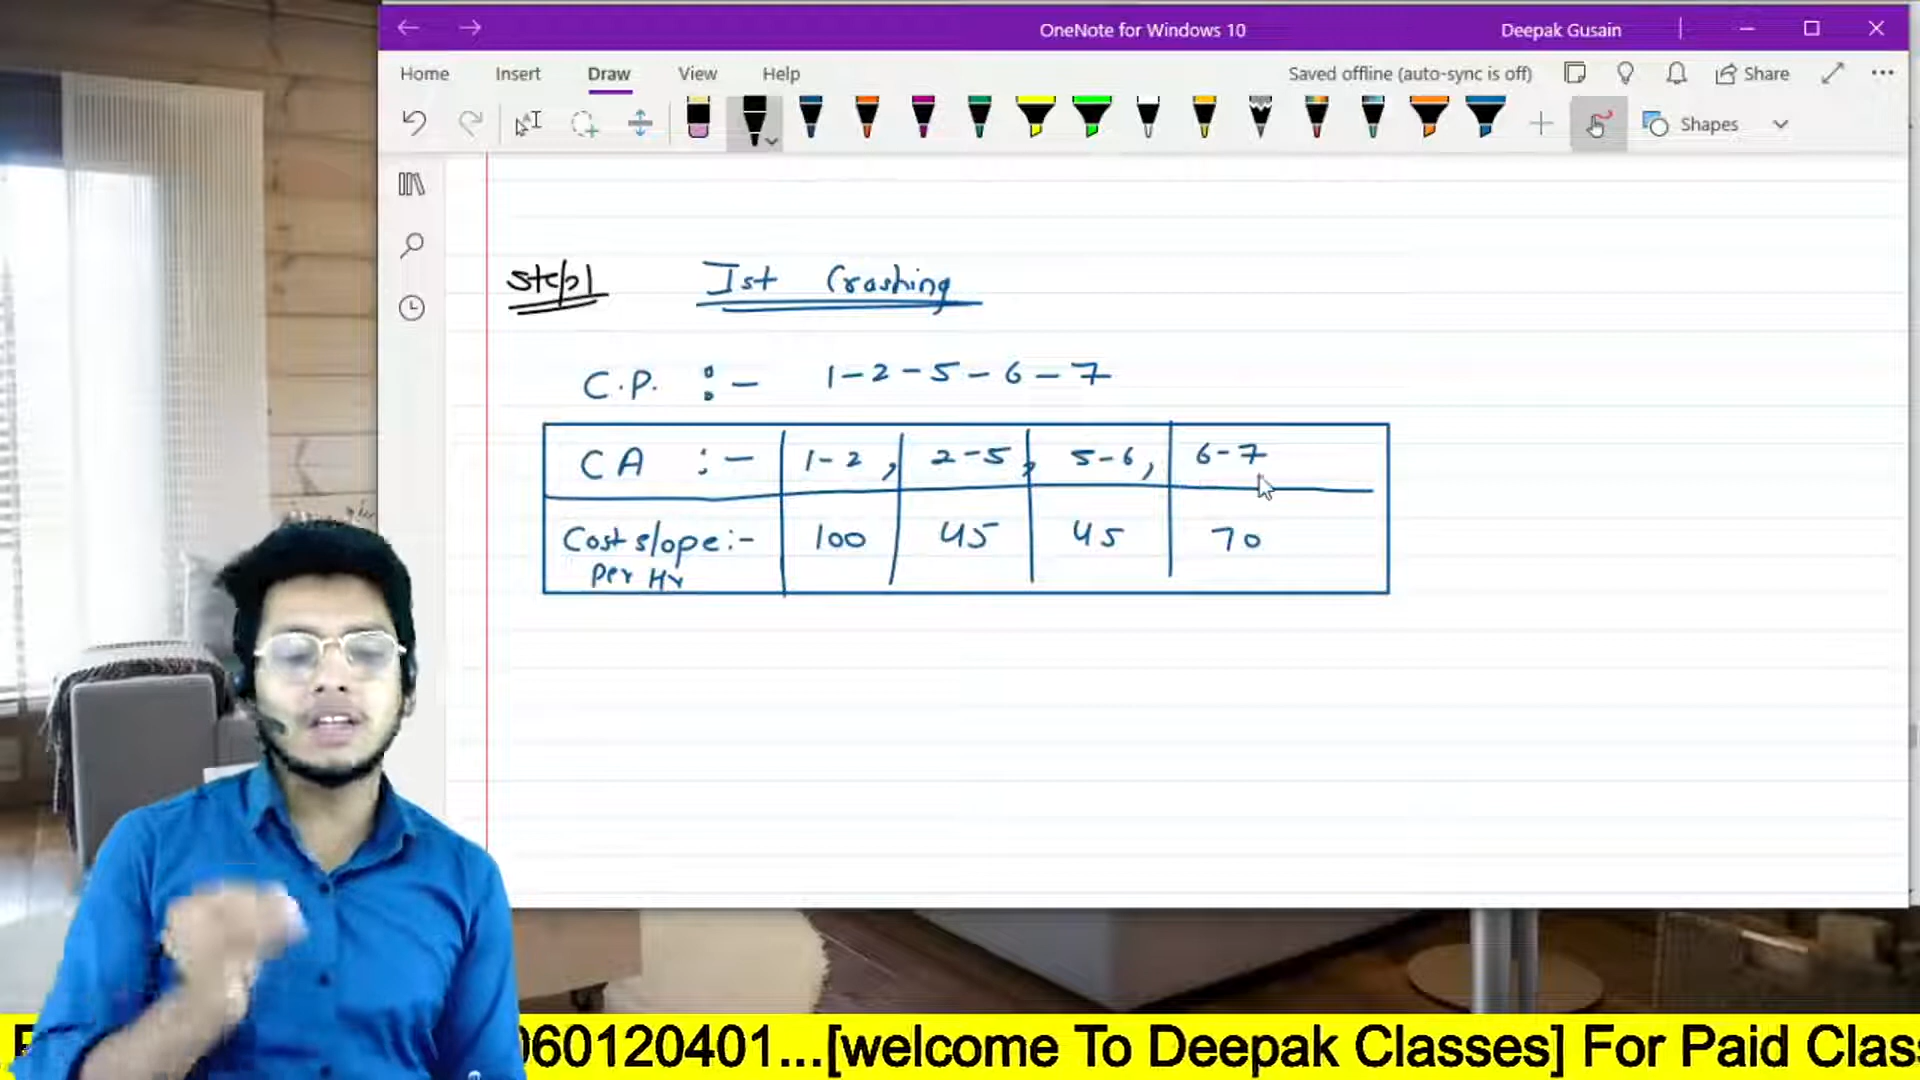 OneNote for Windows 10
Deepak Gusain
Home Insert Draw View Help
Saved offline (auto-sync is off) Share
Shapes
Step1 Ist Crashing
C.P. :- 1-2-5-6-7
CA :- 1-2, 2-5, 5-6, 6-7
Cost slope:- 100 45 45 70
per Hr
060120401...[welcome To Deepak Classes] For Paid Clas